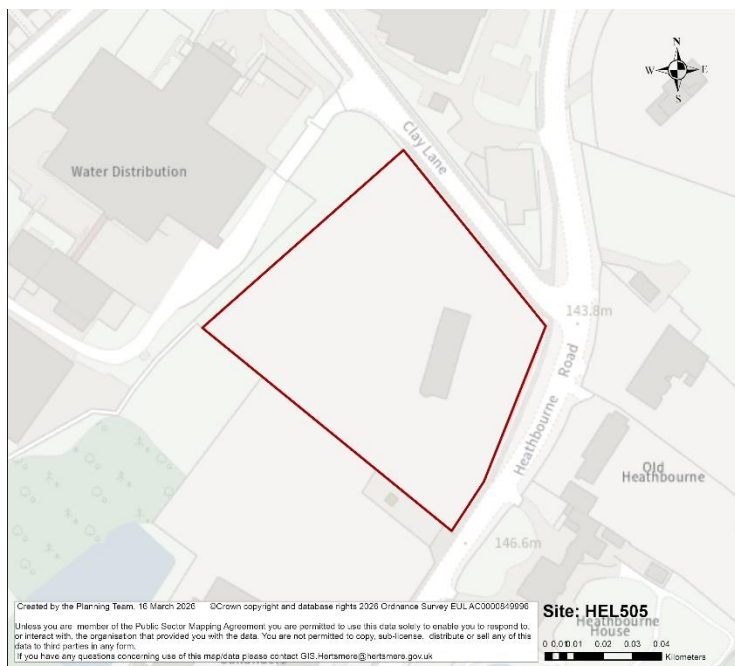 N
W E
S
Clay Lane
Water Distribution
143.8m
Heathbourne Road
Old
Heathbourne
146.6m
Created by the Planning Team, 16 March 2026 ©Crown copyright and database rights 2026 Ordnance Survey EUL AC0000849996
Unless you are member of the Public Sector Mapping Agreement you are permitted to use this data solely to enable you to respond to,
or interact with, the organisation that provided you with the data. You are not permitted to copy, sub-license, distribute or sell any of this
data to third parties in any form.
If you have any questions concerning use of this map/data please contact GIS.Hertsmere@hertsmere.gov.uk
Site: HEL505
Heathbourne
House
0 0.010.01 0.02 0.03 0.04
Kilometers